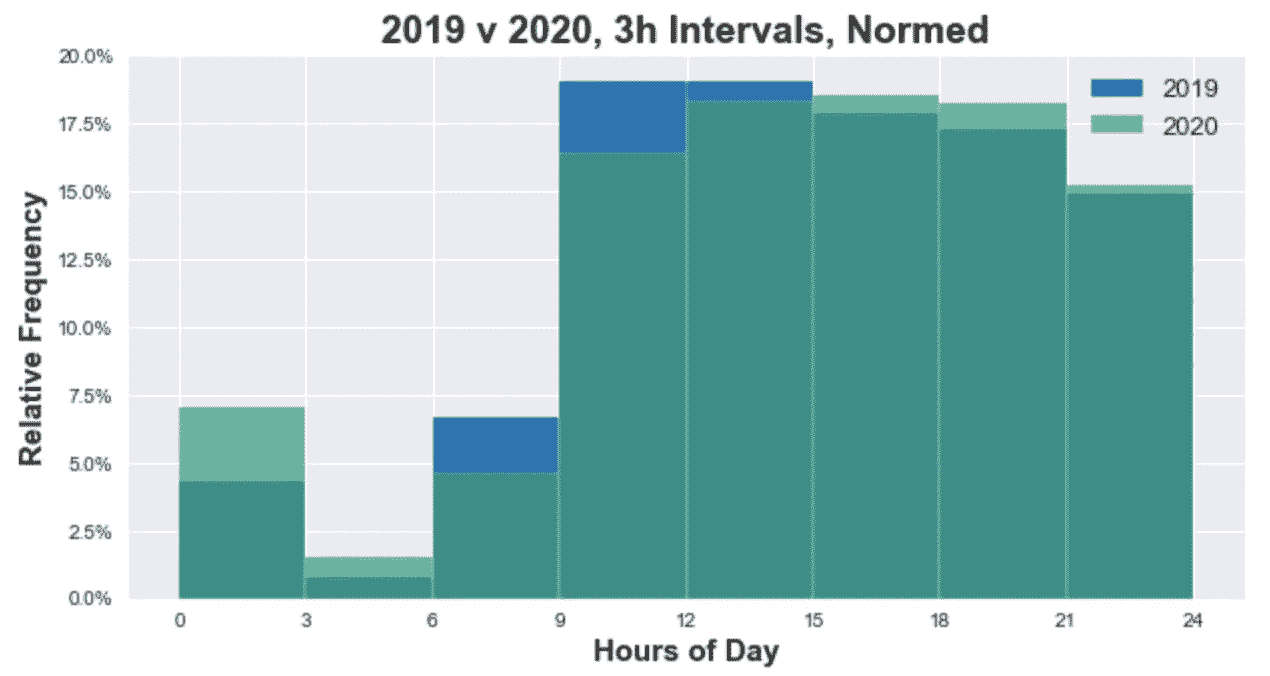 2019 v 2020, 3h Intervals, Normed
20.0%
17.5%
15.0%
12.5%
10.0%
7.5%
5.0%
2.5%
0.0%
Relative Frequency
2019
2020
0 3 6 9 12 15 18 21 24
Hours of Day